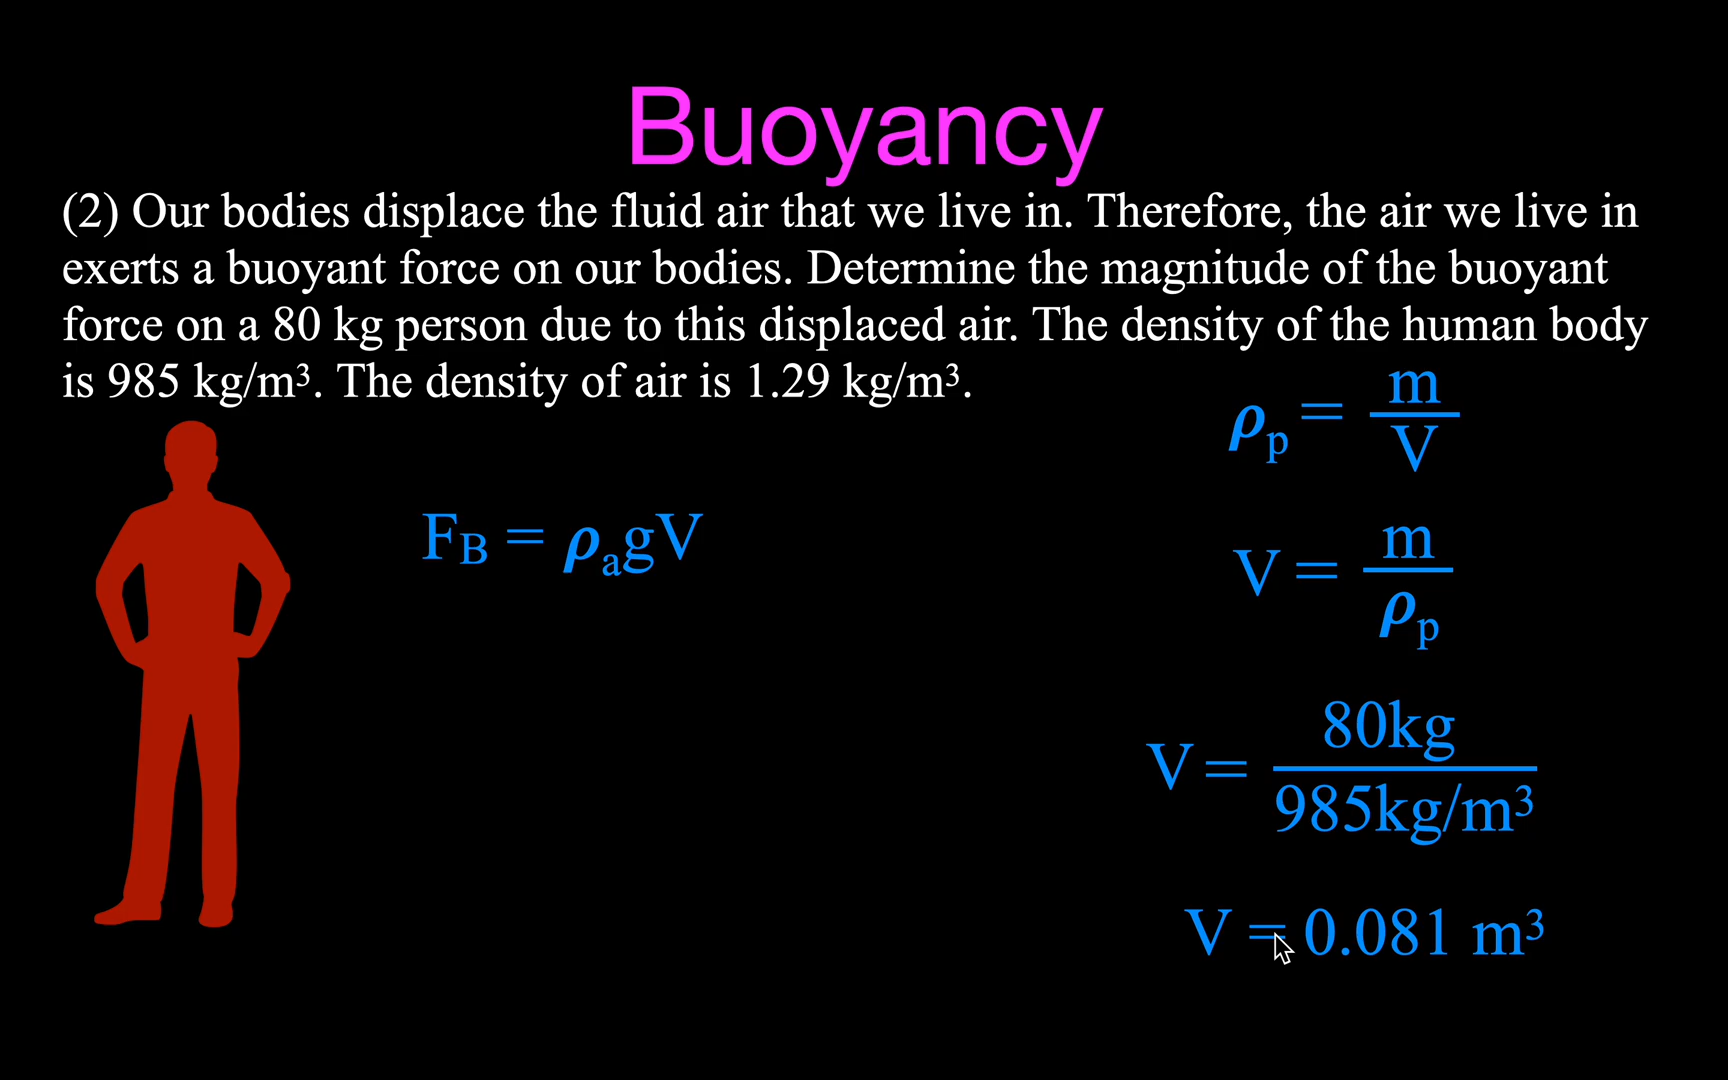 Buoyancy
(2) Our bodies displace the fluid air that we live in. Therefore, the air we live in
exerts a buoyant force on our bodies. Determine the magnitude of the buoyant
force on a 80 kg person due to this displaced air. The density of the human body
is 985 kg/m³. The density of air is 1.29 kg/m³.
ρₚ = m/V
F_B = ρₐgV
V = m/ρₚ
V = 80kg/985kg/m³
V = 0.081 m³